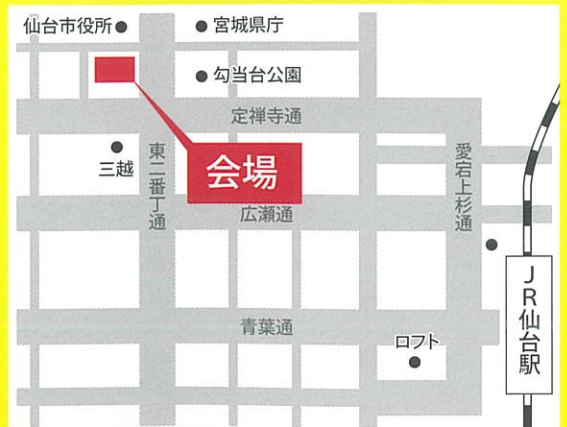 仙台市役所
宮城県庁
勾当台公園
定禅寺通
三越
東二番丁通
会場
愛宕上杉通
広瀬通
青葉通
ロフト
JR仙台駅